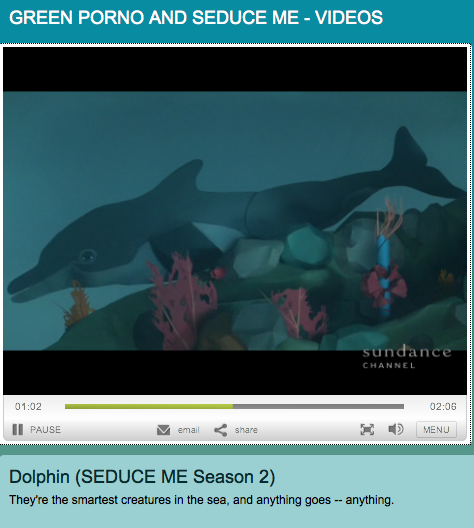 GREEN PORNO AND SEDUCE ME - VIDEOS
sundance
CHANNEL
01:02 02:06
PAUSE email share MENU
Dolphin (SEDUCE ME Season 2)
They're the smartest creatures in the sea, and anything goes -- anything.